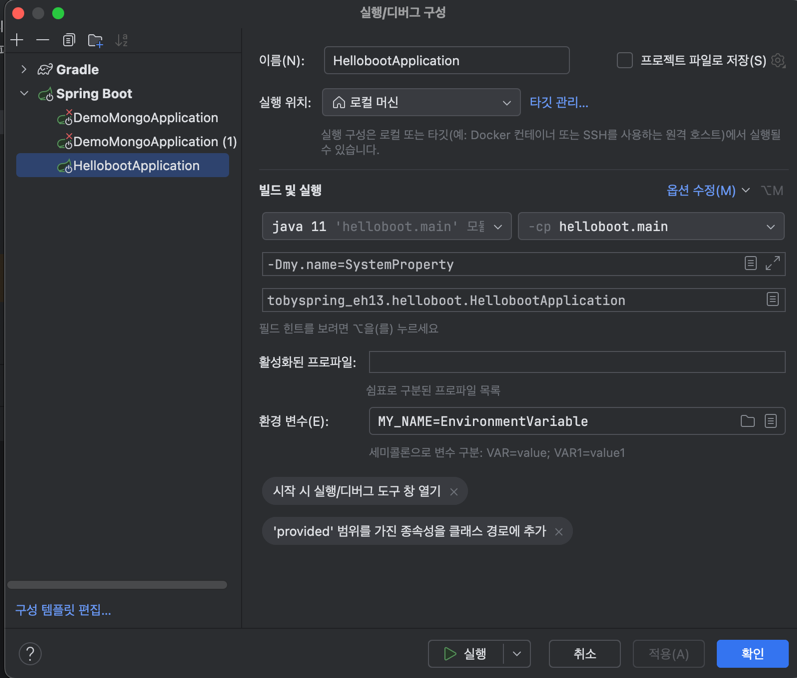 실행/디버그 구성
Gradle
Spring Boot
DemoMongoApplication
DemoMongoApplication (1)
HellobootApplication
구성 템플릿 편집...
이름(N): HellobootApplication 프로젝트 파일로 저장(S)
실행 위치: 로컬 머신 타깃 관리...
실행 구성은 로컬 또는 타깃(예: Docker 컨테이너 또는 SSH를 사용하는 원격 호스트)에서 실행될
수 있습니다.
빌드 및 실행 옵션 수정(M) ⌥M
java 11 'helloboot.main' -cp helloboot.main
-Dmy.name=SystemProperty
tobyspring_eh13.helloboot.HellobootApplication
필드 힌트를 보려면 ⌥을(를) 누르세요
활성화된 프로파일:
쉼표로 구분된 프로파일 목록
환경 변수(E): MY_NAME=EnvironmentVariable
세미콜론으로 변수 구분: VAR=value; VAR1=value1
시작 시 실행/디버그 도구 창 열기 ×
'provided' 범위를 가진 종속성을 클래스 경로에 추가 ×
? 실행 취소 적용(A) 확인